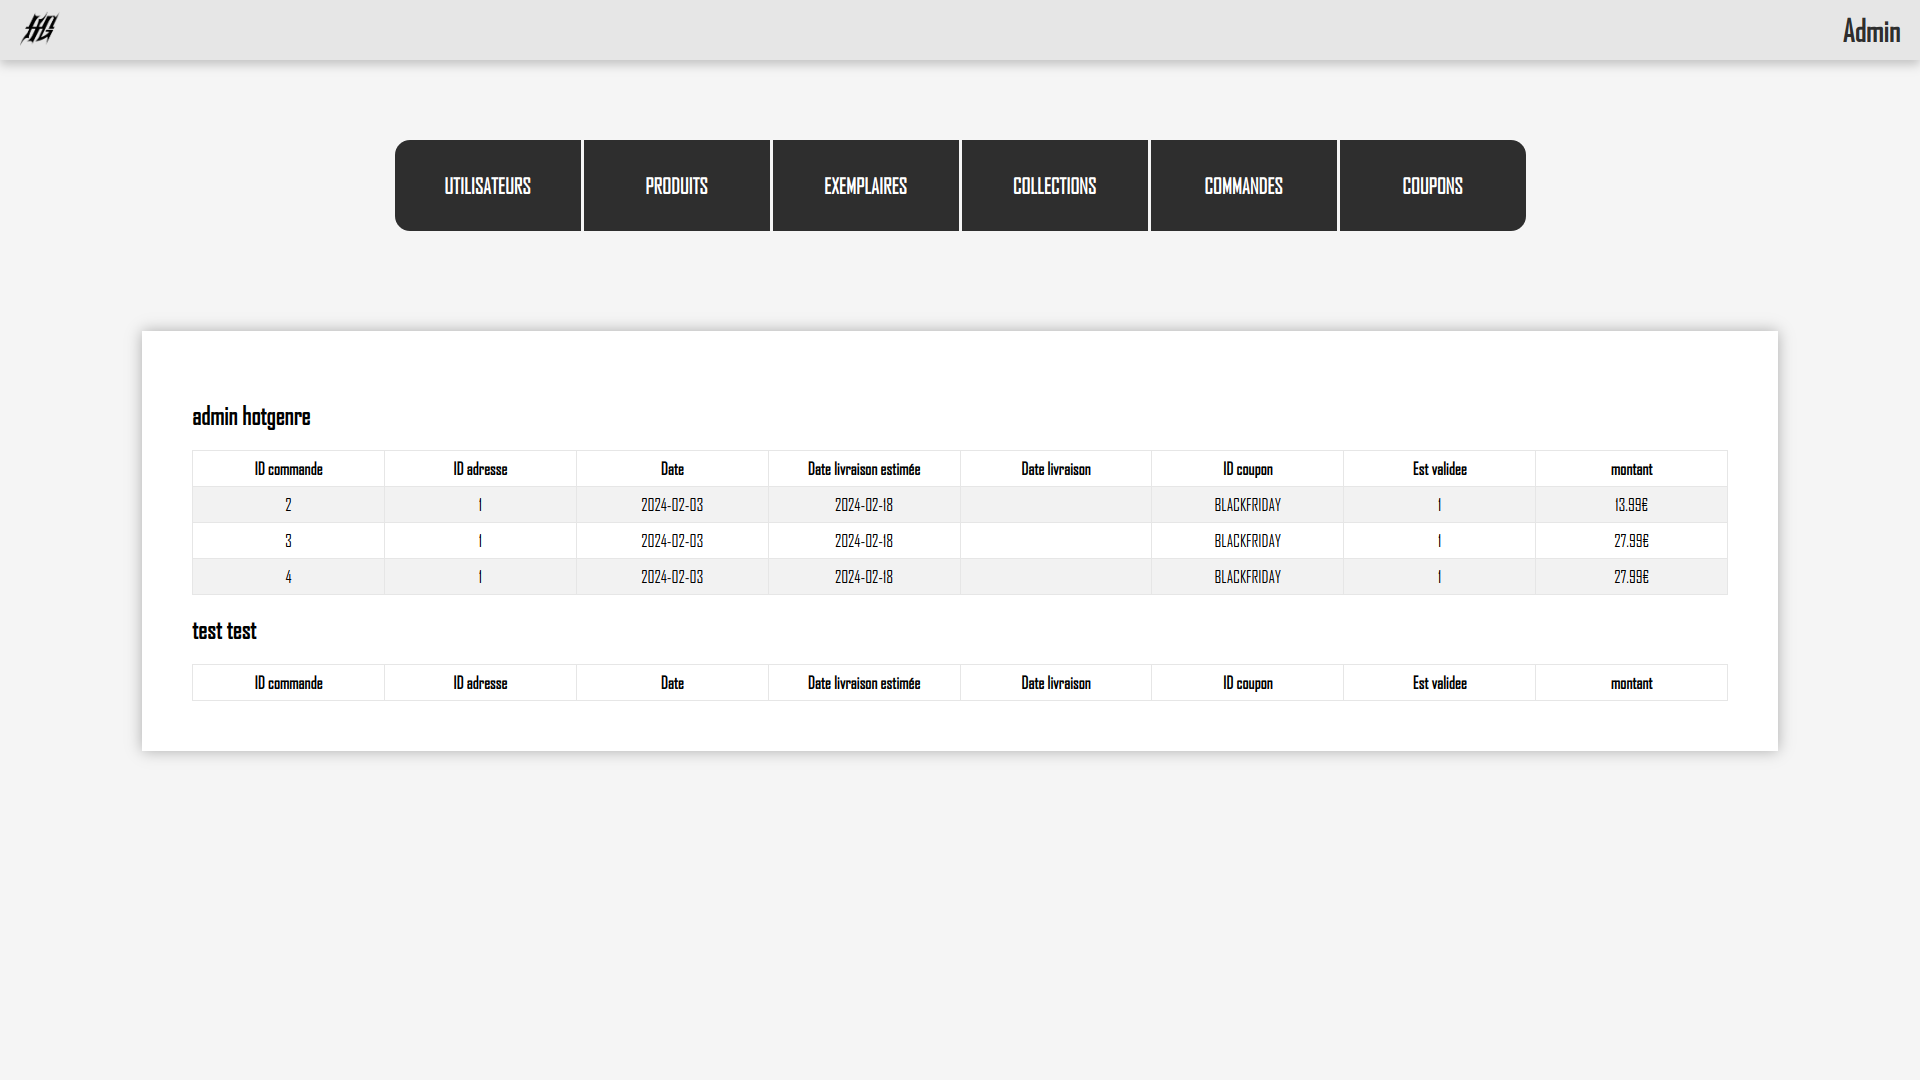 HG
Admin
UTILISATEURS PRODUITS EXEMPLAIRES COLLECTIONS COMMANDES COUPONS
admin hotgenre
ID commande ID adresse Date Date livraison estimée Date livraison ID coupon Est validee montant
2 1 2024-02-03 2024-02-18 BLACKFRIDAY 1 13.99€
3 1 2024-02-03 2024-02-18 BLACKFRIDAY 1 27.99€
4 1 2024-02-03 2024-02-18 BLACKFRIDAY 1 27.99€
test test
ID commande ID adresse Date Date livraison estimée Date livraison ID coupon Est validee montant